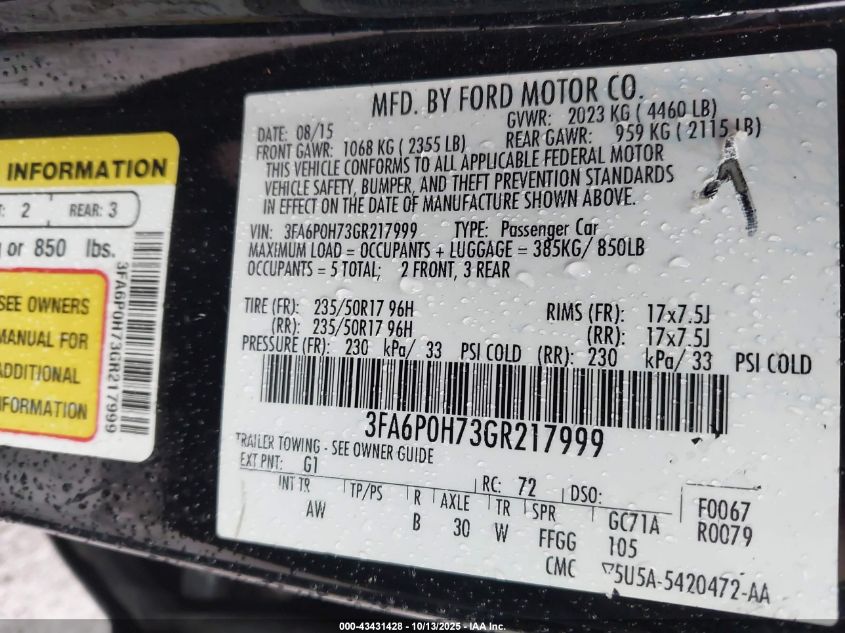 INFORMATION
2 REAR: 3
or 850 lbs.
SEE OWNERS
MANUAL FOR
ADDITIONAL
INFORMATION
3FA6P0H73GR217999
MFD. BY FORD MOTOR CO.
DATE: 08/15 GVWR: 2023 KG ( 4460 LB)
FRONT GAWR: 1068 KG ( 2355 LB) REAR GAWR: 959 KG ( 2115 LB)
THIS VEHICLE CONFORMS TO ALL APPLICABLE FEDERAL MOTOR
VEHICLE SAFETY, BUMPER, AND THEFT PREVENTION STANDARDS
IN EFFECT ON THE DATE OF MANUFACTURE SHOWN ABOVE.
VIN: 3FA6P0H73GR217999 TYPE: Passenger Car
MAXIMUM LOAD = OCCUPANTS + LUGGAGE = 385KG/ 850LB
OCCUPANTS = 5 TOTAL; 2 FRONT, 3 REAR
TIRE (FR): 235/50R17 96H RIMS (FR): 17x7.5J
(RR): 235/50R17 96H (RR): 17x7.5J
PRESSURE (FR): 230 kPa/ 33 PSI COLD (RR): 230 kPa/ 33 PSI COLD
3FA6P0H73GR217999
TRAILER TOWING - SEE OWNER GUIDE
EXT PNT: G1 RC: 72 DSO: F0067
INT TR TP/PS R AXLE TR SPR GC71A R0079
AW B 30 W FFGG 105
CMC 5U5A-5420472-AA
000-43431428 - 10/13/2025 - IAA Inc.